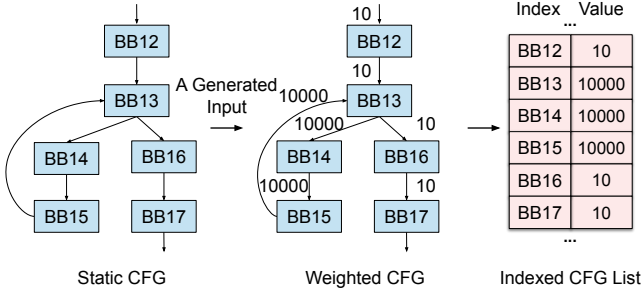 Index Value
...
10
BB12
BB12
BB12 10
10
BB13
A Generated
Input
10000
BB13
BB13 10000
10000
10
BB14 10000
BB14
BB16
BB14
BB16
BB15 10000
10000
10
BB16 10
BB15
BB17
BB15
BB17
BB17 10
...
Static CFG
Weighted CFG
Indexed CFG List